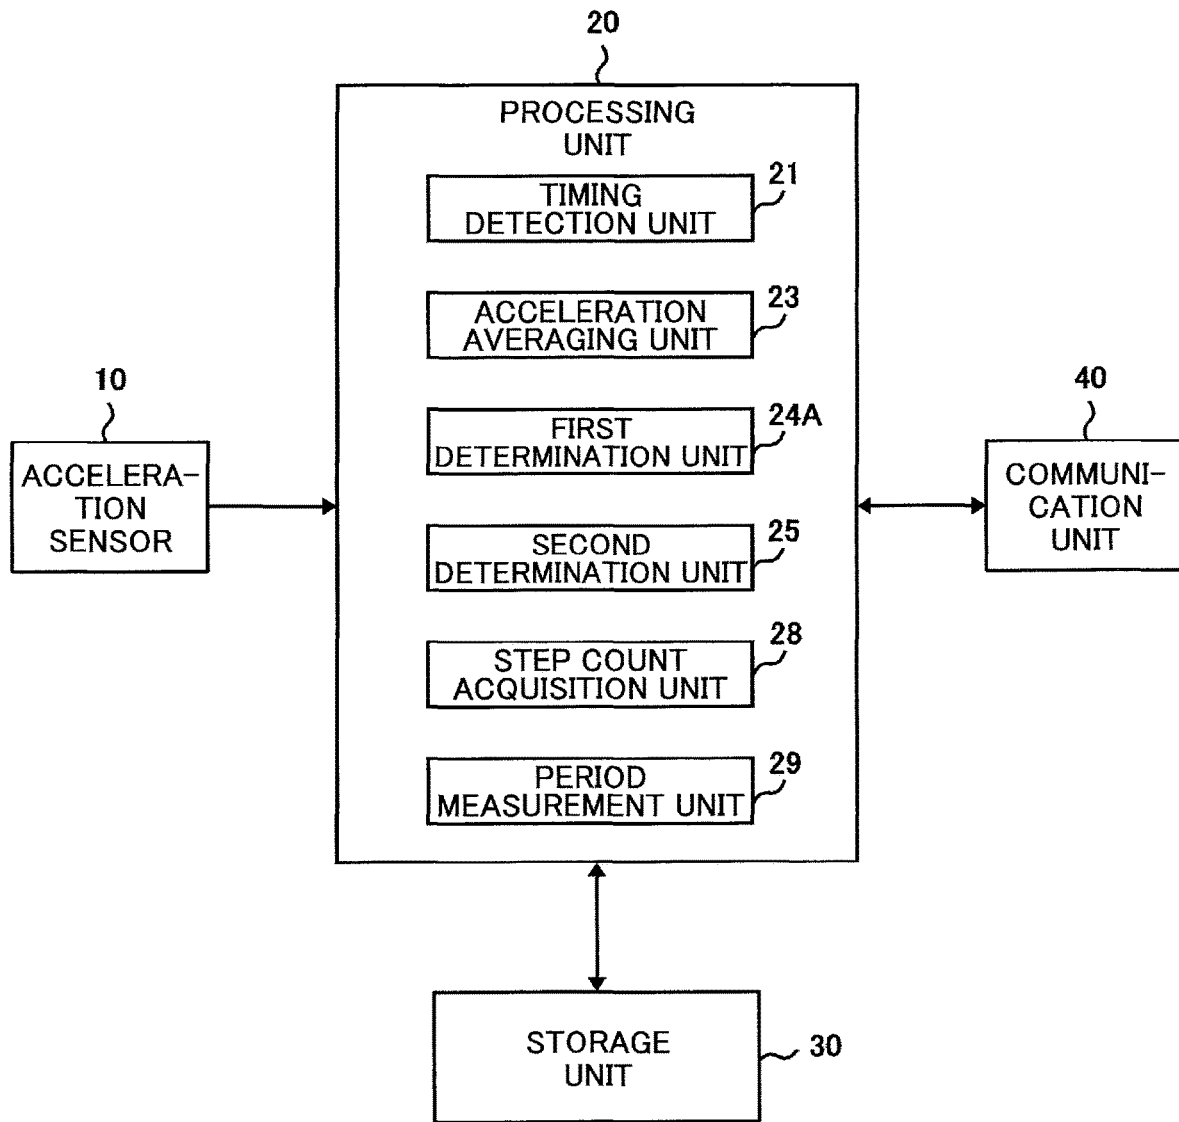 20
PROCESSING
UNIT
21
TIMING
DETECTION UNIT
23
ACCELERATION
AVERAGING UNIT
10
40
24A
FIRST
DETERMINATION UNIT
ACCELERA-
TION
SENSOR
COMMUNI-
CATION
UNIT
25
SECOND
DETERMINATION UNIT
28
STEP COUNT
ACQUISITION UNIT
29
PERIOD
MEASUREMENT UNIT
STORAGE
UNIT
30